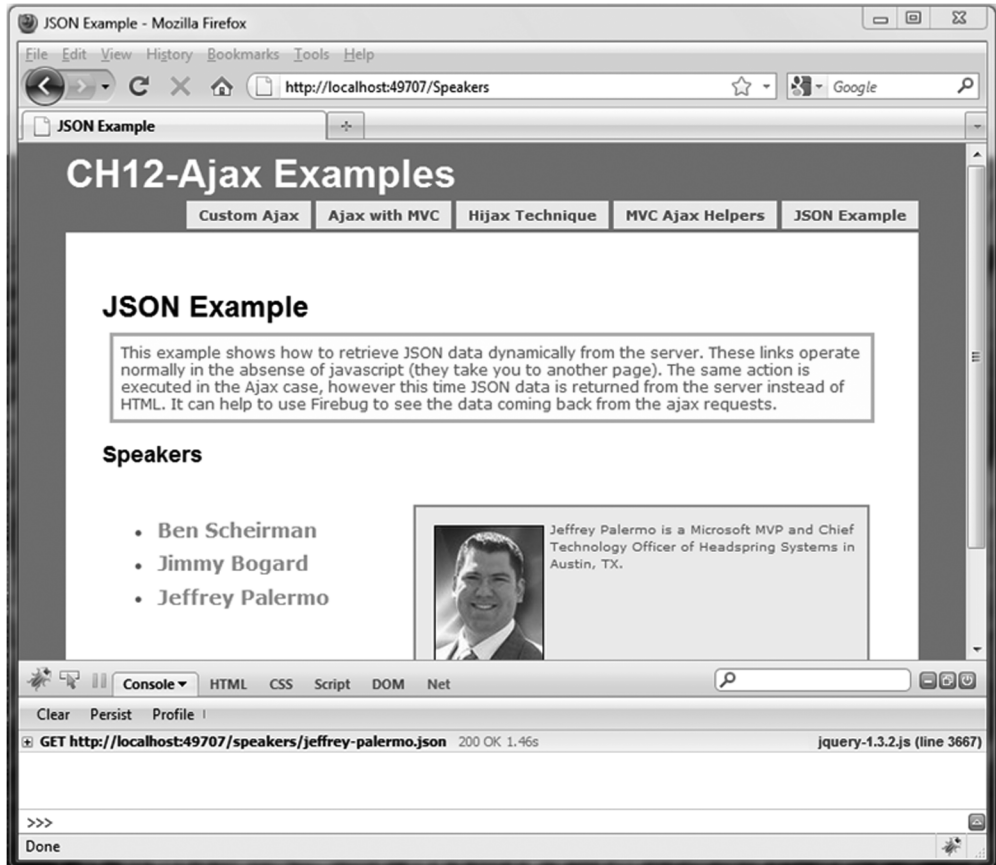 JSON Example - Mozilla Firefox
File Edit View History Bookmarks Tools Help
http://localhost:49707/Speakers
Google
JSON Example
CH12-Ajax Examples
Custom Ajax Ajax with MVC Hijax Technique MVC Ajax Helpers JSON Example
JSON Example
This example shows how to retrieve JSON data dynamically from the server. These links operate
normally in the absense of javascript (they take you to another page). The same action is
executed in the Ajax case, however this time JSON data is returned from the server instead of
HTML. It can help to use Firebug to see the data coming back from the ajax requests.
Speakers
• Ben Scheirman
• Jimmy Bogard
• Jeffrey Palermo
Jeffrey Palermo is a Microsoft MVP and Chief
Technology Officer of Headspring Systems in
Austin, TX.
Console HTML CSS Script DOM Net
Clear Persist Profile
GET http://localhost:49707/speakers/jeffrey-palermo.json 200 OK 1.46s jquery-1.3.2.js (line 3667)
>>>
Done